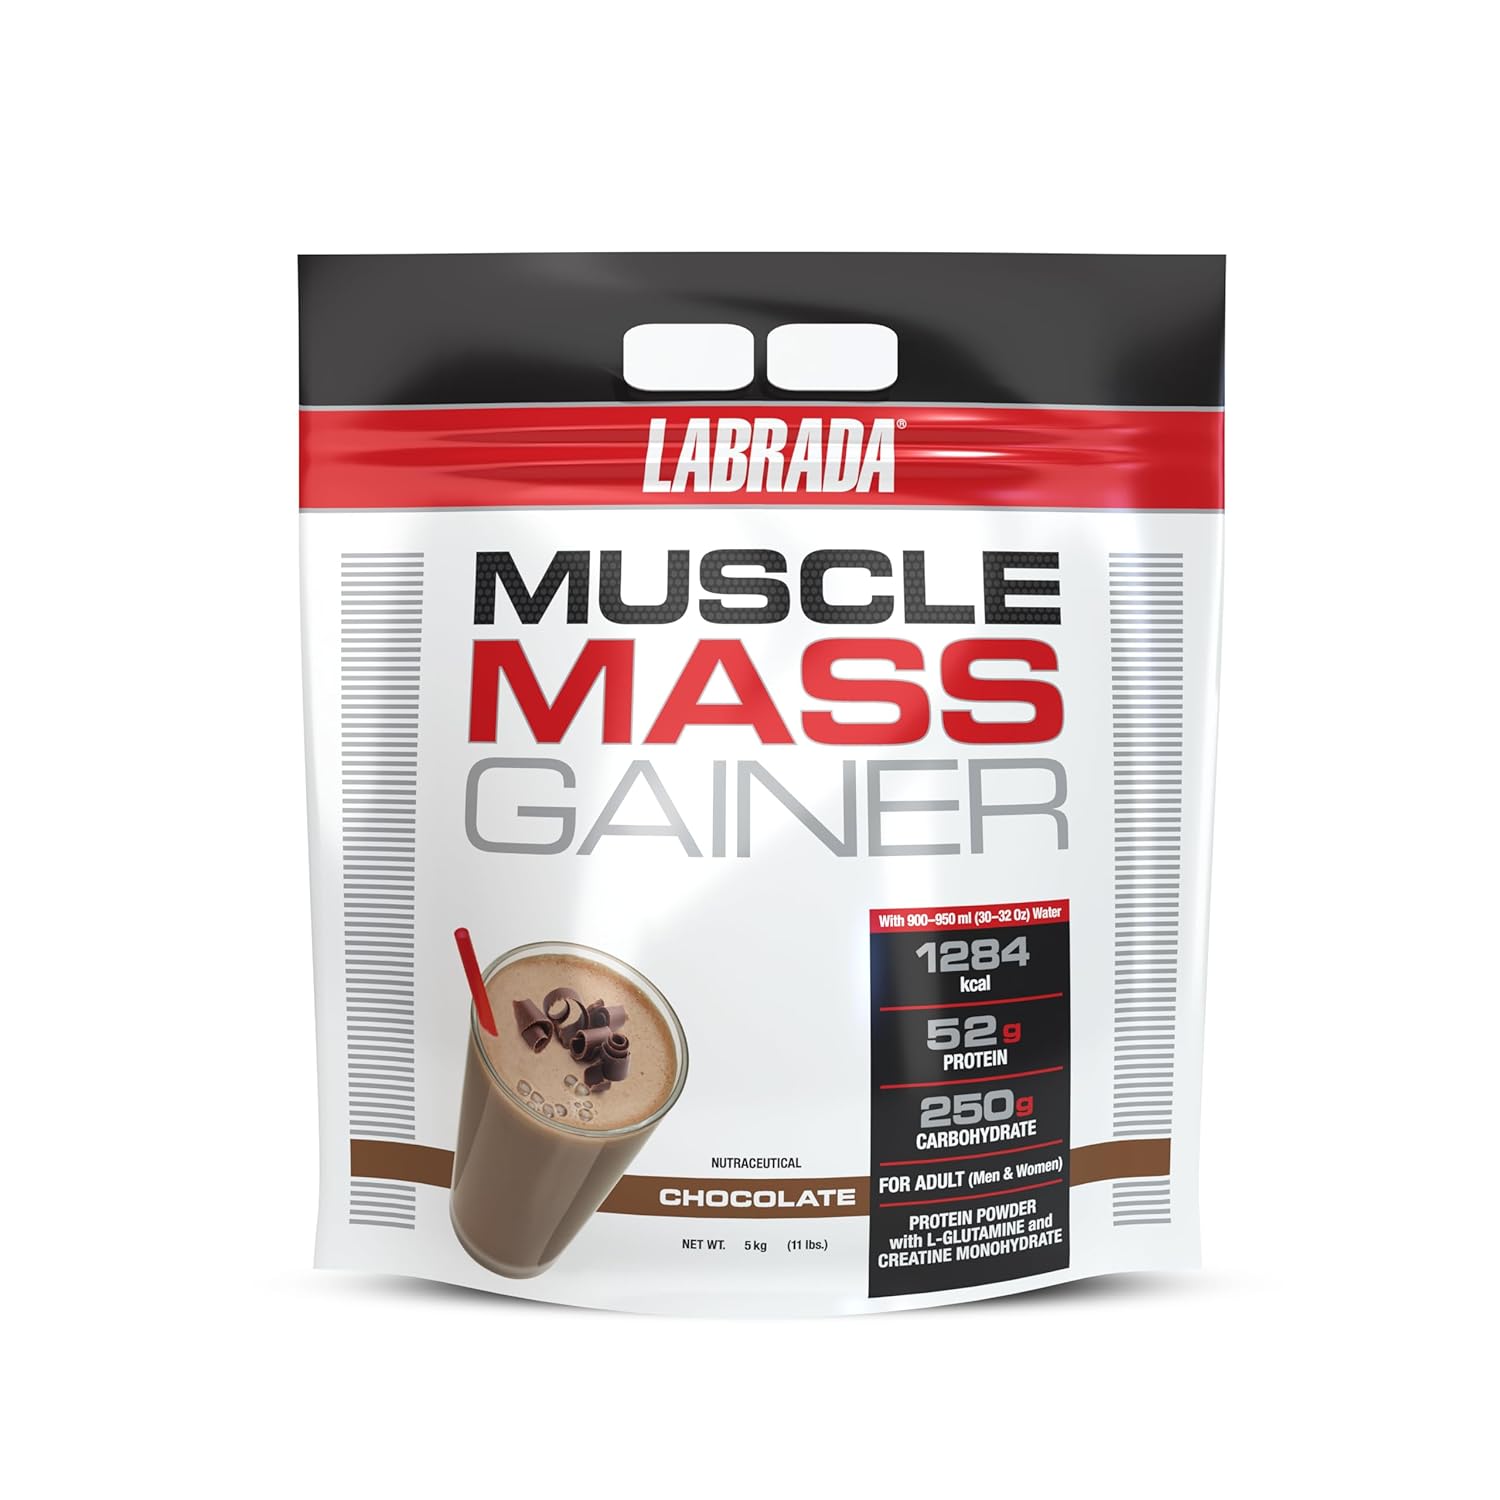 LABRADA®
MUSCLE
MASS
GAINER
With 900–950 ml (30–32 Oz) Water
1284
kcal
52g
PROTEIN
250g
CARBOHYDRATE
FOR ADULT (Men & Women)
PROTEIN POWDER
with L-GLUTAMINE and
CREATINE MONOHYDRATE
NUTRACEUTICAL
CHOCOLATE
NET WT. 5 kg (11 lbs.)